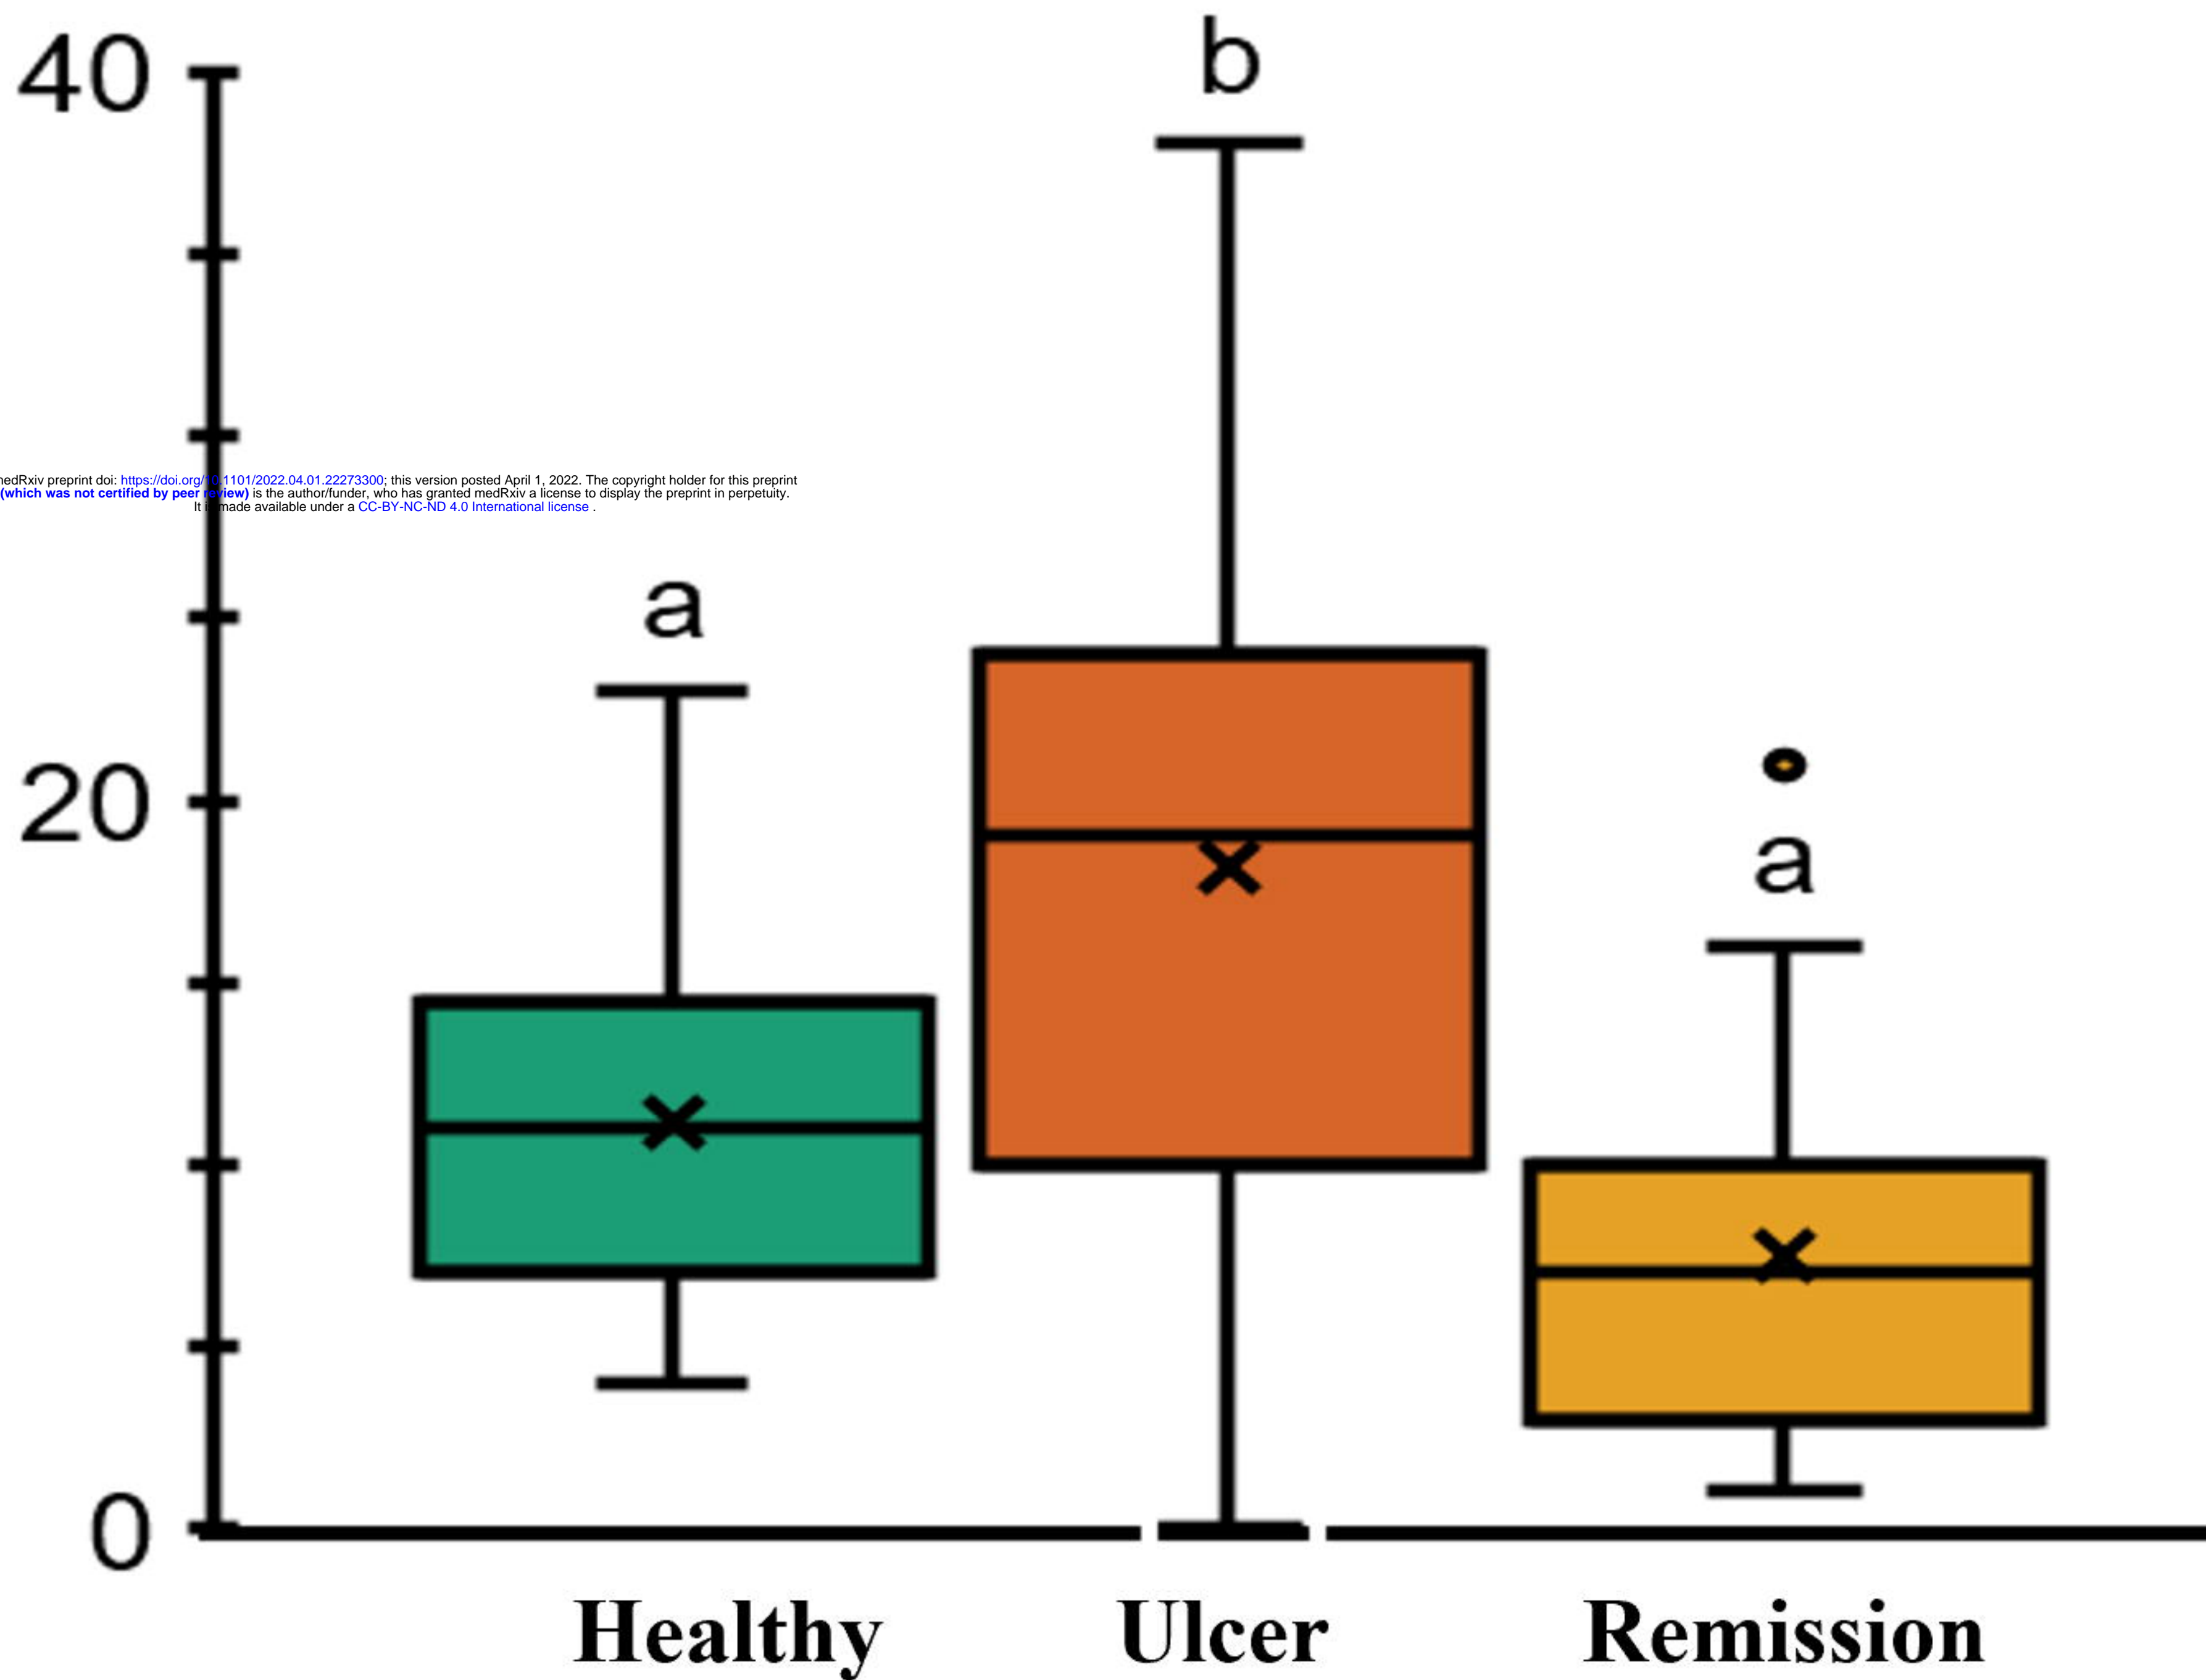 40
b
medRxiv preprint doi: https://doi.org/10.1101/2022.04.01.22273300; this version posted April 1, 2022. The copyright holder for this preprint
(which was not certified by peer review) is the author/funder, who has granted medRxiv a license to display the preprint in perpetuity.
It is made available under a CC-BY-NC-ND 4.0 International license .
a
20
a
0
Healthy Ulcer Remission